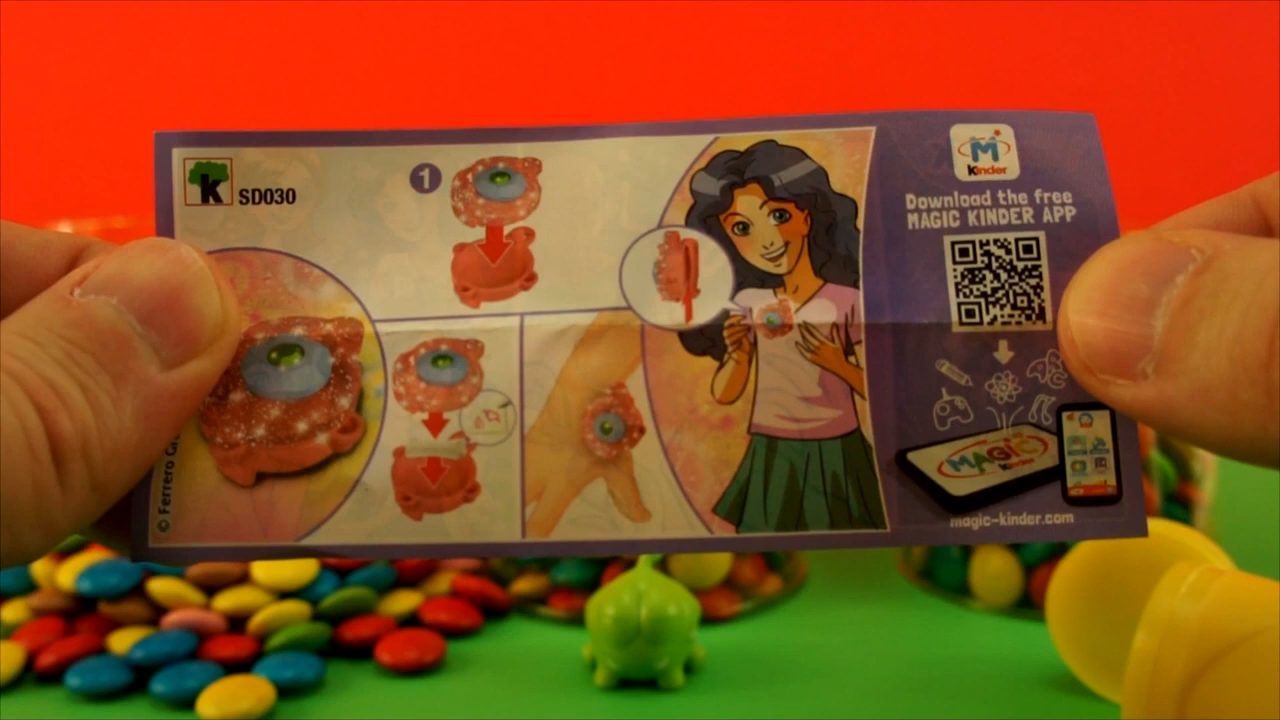 k SD030
1
M
Kinder
Download the free
MAGIC KINDER APP
MAGIC
Kinder
magic-kinder.com
© Ferrero